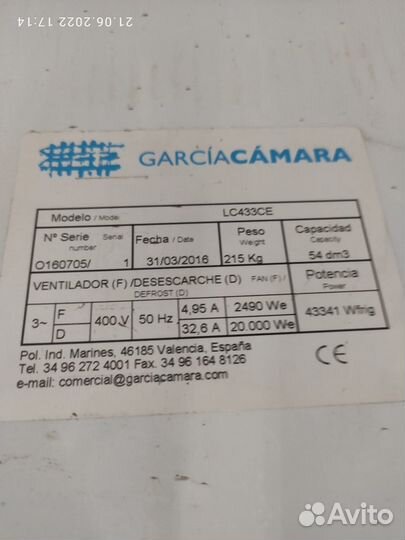 21.06.2022 17:14
GARCÍACÁMARA
Modelo / Model LC433CE
Nº Serie Serial number Fecha / Date Peso Weight Capacidad Capacity
O160705/ 1 31/03/2016 215 Kg 54 dm3
VENTILADOR (F) /DESESCARCHE (D) FAN (F) / DEFROST (D) Potencia Power
3~ F 400 V 50 Hz 4,95 A 2490 We 43341 Wfrig
D 32,6 A 20.000 We
Pol. Ind. Marines, 46185 Valencia, España
Tel. 34 96 272 4001 Fax. 34 96 164 8126
e-mail: comercial@garciacamara.com
CE
Avito